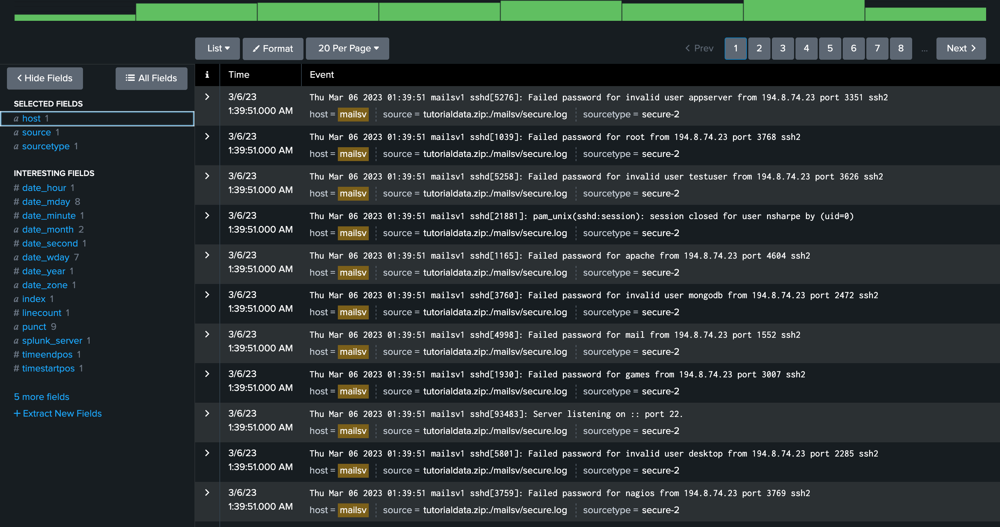 List Format 20 Per Page Prev 1 2 3 4 5 6 7 8 ... Next
Hide Fields All Fields
SELECTED FIELDS
a host 1
a source 1
a sourcetype 1
INTERESTING FIELDS
# date_hour 1
# date_mday 8
# date_minute 1
a date_month 2
# date_second 1
a date_wday 7
# date_year 1
a date_zone 1
a index 1
# linecount 1
a punct 9
a splunk_server 1
# timeendpos 1
# timestartpos 1
5 more fields
+ Extract New Fields
i Time Event
3/6/23 Thu Mar 06 2023 01:39:51 mailsv1 sshd[5276]: Failed password for invalid user appserver from 194.8.74.23 port 3351 ssh2
1:39:51.000 AM host = mailsv source = tutorialdata.zip:./mailsv/secure.log sourcetype = secure-2
3/6/23 Thu Mar 06 2023 01:39:51 mailsv1 sshd[1039]: Failed password for root from 194.8.74.23 port 3768 ssh2
1:39:51.000 AM host = mailsv source = tutorialdata.zip:./mailsv/secure.log sourcetype = secure-2
3/6/23 Thu Mar 06 2023 01:39:51 mailsv1 sshd[5258]: Failed password for invalid user testuser from 194.8.74.23 port 3626 ssh2
1:39:51.000 AM host = mailsv source = tutorialdata.zip:./mailsv/secure.log sourcetype = secure-2
3/6/23 Thu Mar 06 2023 01:39:51 mailsv1 sshd[21881]: pam_unix(sshd:session): session closed for user nsharpe by (uid=0)
1:39:51.000 AM host = mailsv source = tutorialdata.zip:./mailsv/secure.log sourcetype = secure-2
3/6/23 Thu Mar 06 2023 01:39:51 mailsv1 sshd[1165]: Failed password for apache from 194.8.74.23 port 4604 ssh2
1:39:51.000 AM host = mailsv source = tutorialdata.zip:./mailsv/secure.log sourcetype = secure-2
3/6/23 Thu Mar 06 2023 01:39:51 mailsv1 sshd[3760]: Failed password for invalid user mongodb from 194.8.74.23 port 2472 ssh2
1:39:51.000 AM host = mailsv source = tutorialdata.zip:./mailsv/secure.log sourcetype = secure-2
3/6/23 Thu Mar 06 2023 01:39:51 mailsv1 sshd[4998]: Failed password for mail from 194.8.74.23 port 1552 ssh2
1:39:51.000 AM host = mailsv source = tutorialdata.zip:./mailsv/secure.log sourcetype = secure-2
3/6/23 Thu Mar 06 2023 01:39:51 mailsv1 sshd[1930]: Failed password for games from 194.8.74.23 port 3007 ssh2
1:39:51.000 AM host = mailsv source = tutorialdata.zip:./mailsv/secure.log sourcetype = secure-2
3/6/23 Thu Mar 06 2023 01:39:51 mailsv1 sshd[93483]: Server listening on :: port 22.
1:39:51.000 AM host = mailsv source = tutorialdata.zip:./mailsv/secure.log sourcetype = secure-2
3/6/23 Thu Mar 06 2023 01:39:51 mailsv1 sshd[5801]: Failed password for invalid user desktop from 194.8.74.23 port 2285 ssh2
1:39:51.000 AM host = mailsv source = tutorialdata.zip:./mailsv/secure.log sourcetype = secure-2
3/6/23 Thu Mar 06 2023 01:39:51 mailsv1 sshd[3759]: Failed password for nagios from 194.8.74.23 port 3769 ssh2
1:39:51.000 AM host = mailsv source = tutorialdata.zip:./mailsv/secure.log sourcetype = secure-2